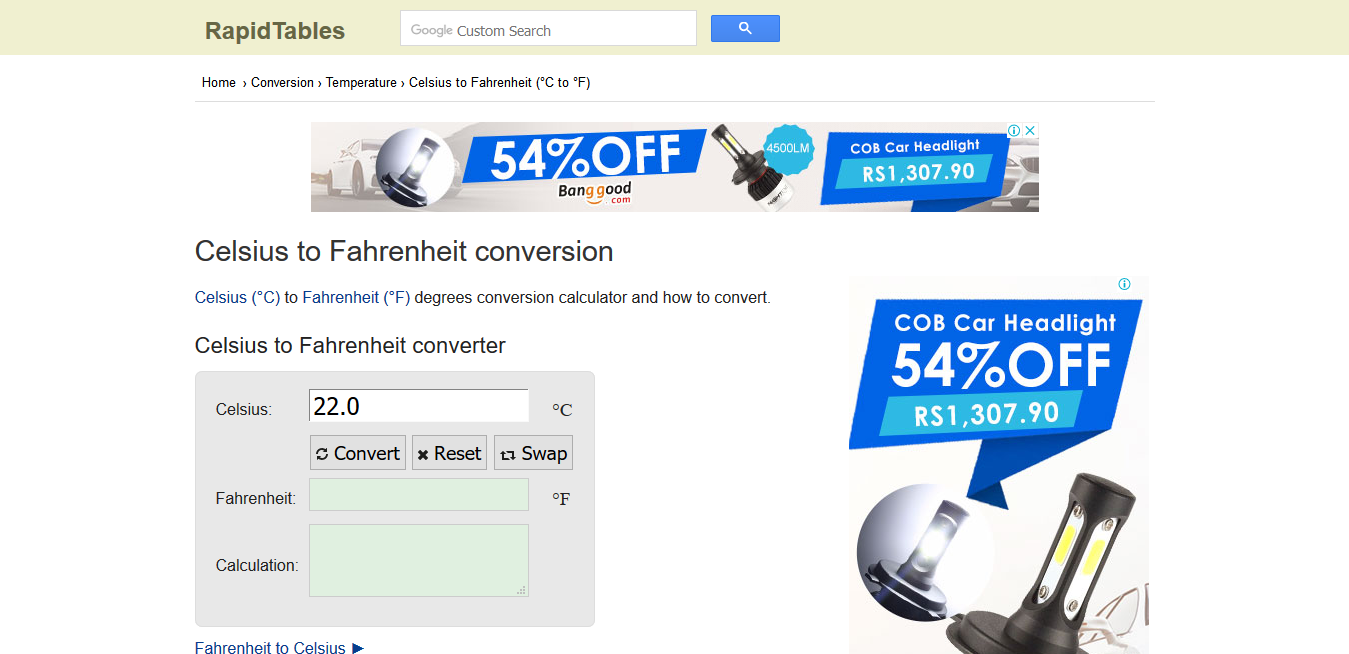 RapidTables
Google Custom Search
Home › Conversion › Temperature › Celsius to Fahrenheit (°C to °F)
54%OFF
Banggood
.com
4500LM
COB Car Headlight
RS1,307.90
Celsius to Fahrenheit conversion
Celsius (°C) to Fahrenheit (°F) degrees conversion calculator and how to convert.
COB Car Headlight
54%OFF
RS1,307.90
Celsius to Fahrenheit converter
Celsius: 22.0 °C
Convert Reset Swap
Fahrenheit: °F
Calculation:
Fahrenheit to Celsius ►